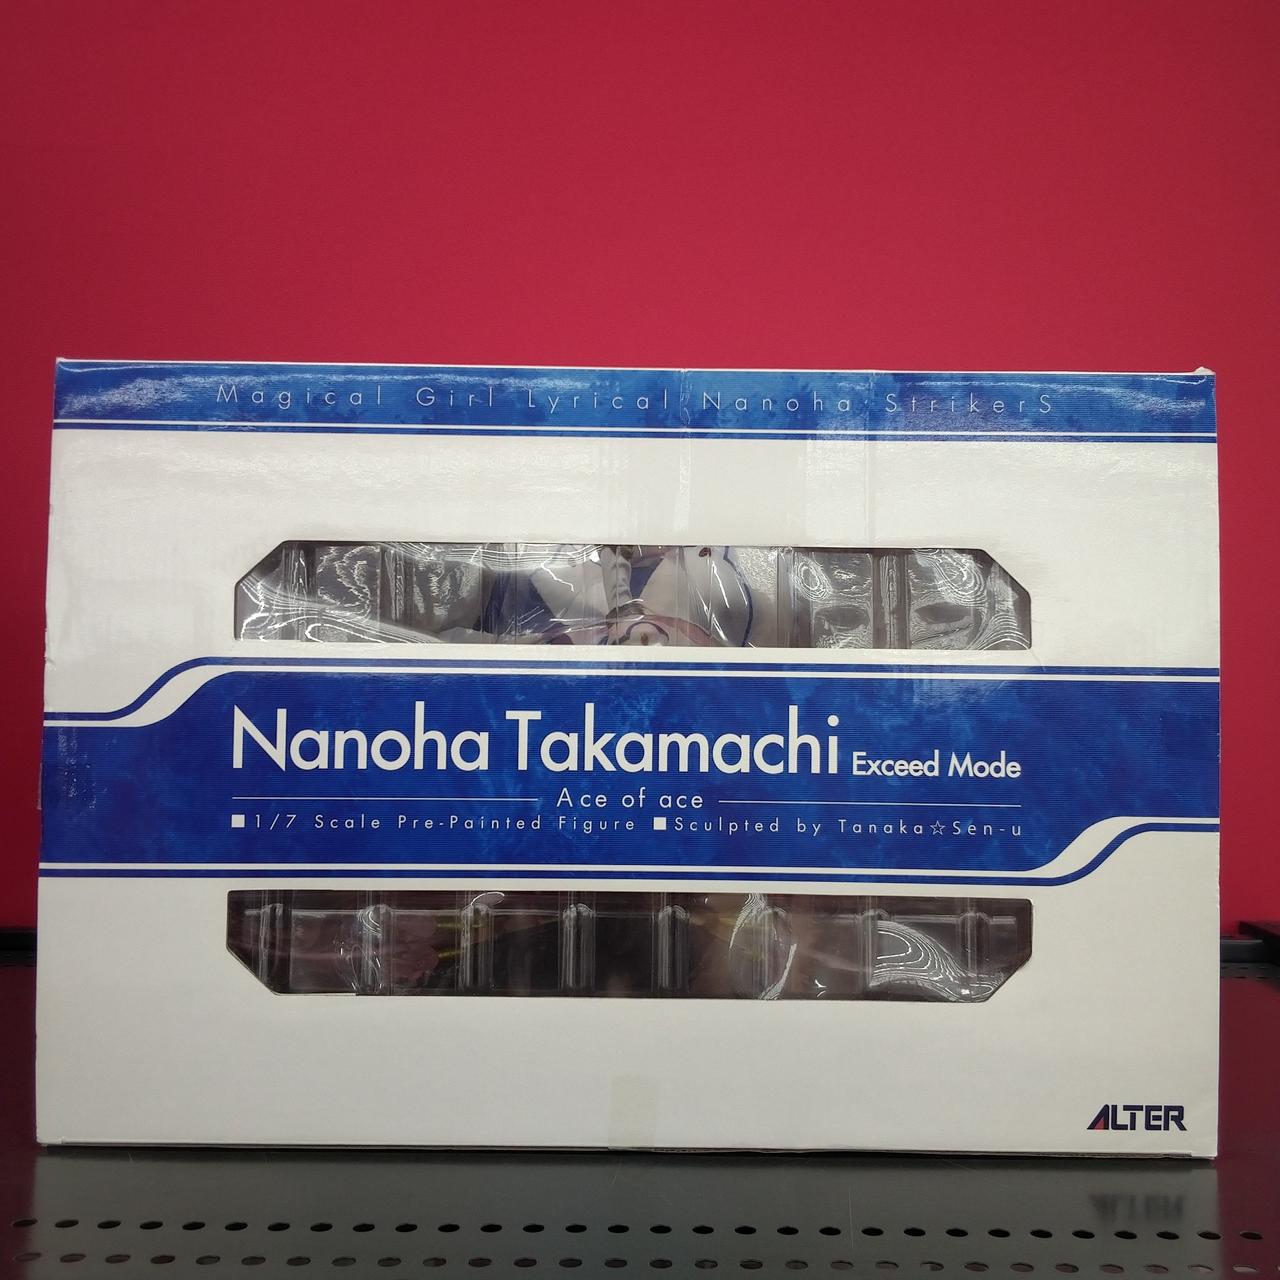 Magical Girl Lyrical Nanoha StrikerS
Nanoha Takamachi Exceed Mode
Ace of ace
■1/7 Scale Pre-Painted Figure ■Sculpted by Tanaka☆Sen-u
ALTER